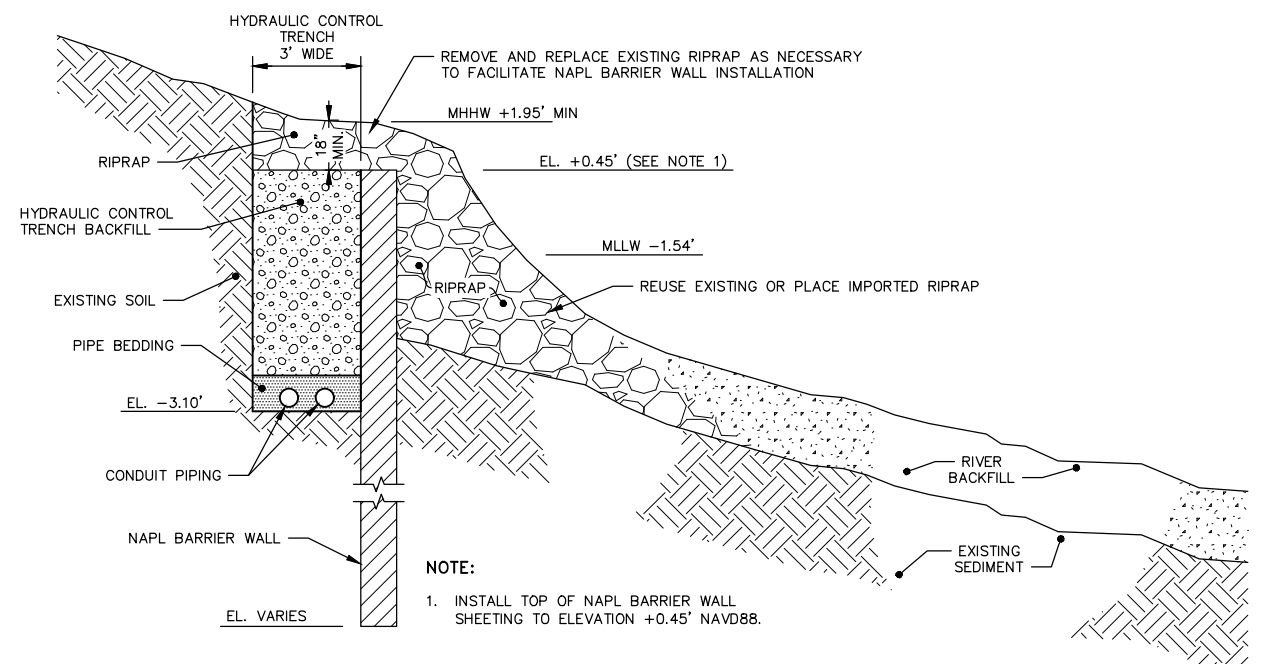 HYDRAULIC CONTROL
TRENCH
3' WIDE
REMOVE AND REPLACE EXISTING RIPRAP AS NECESSARY
TO FACILITATE NAPL BARRIER WALL INSTALLATION
MHHW +1.95' MIN
18"
MIN.
RIPRAP
EL. +0.45' (SEE NOTE 1)
HYDRAULIC CONTROL
TRENCH BACKFILL
MLLW -1.54'
RIPRAP
REUSE EXISTING OR PLACE IMPORTED RIPRAP
EXISTING SOIL
PIPE BEDDING
EL. -3.10'
CONDUIT PIPING
RIVER
BACKFILL
NAPL BARRIER WALL
EXISTING
SEDIMENT
NOTE:
1. INSTALL TOP OF NAPL BARRIER WALL
SHEETING TO ELEVATION +0.45' NAVD88.
EL. VARIES